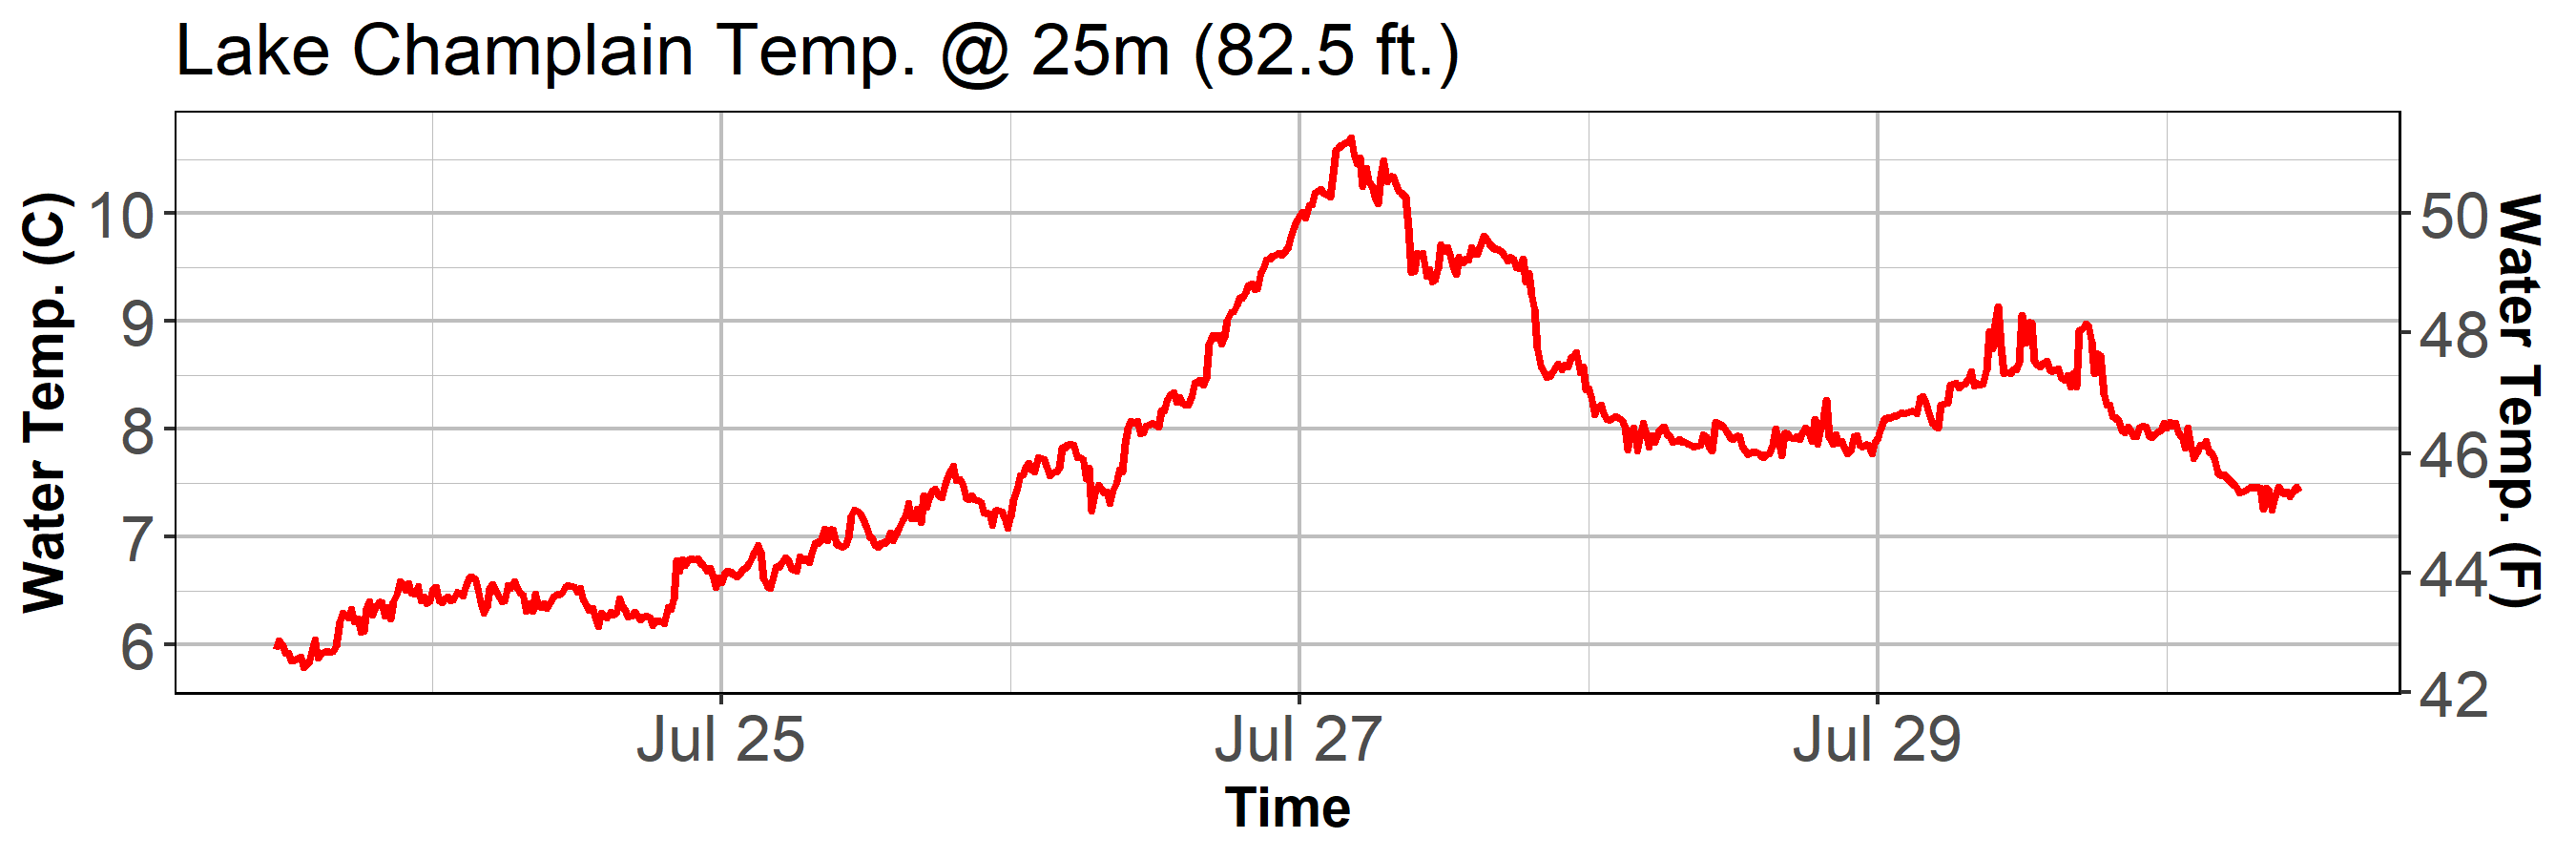 Lake Champlain Temp. @ 25m (82.5 ft.)
Water Temp. (C)
10
9
8
7
6
50
48
46
44
42
Water Temp. (F)
Jul 25
Jul 27
Jul 29
Time